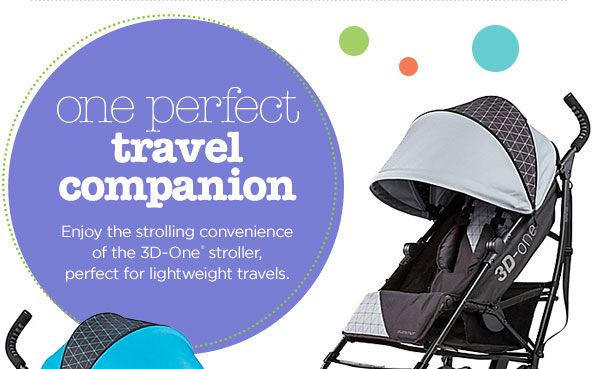 one perfect
travel
companion
Enjoy the strolling convenience
of the 3D-One® stroller,
perfect for lightweight travels.
3D-one
summer